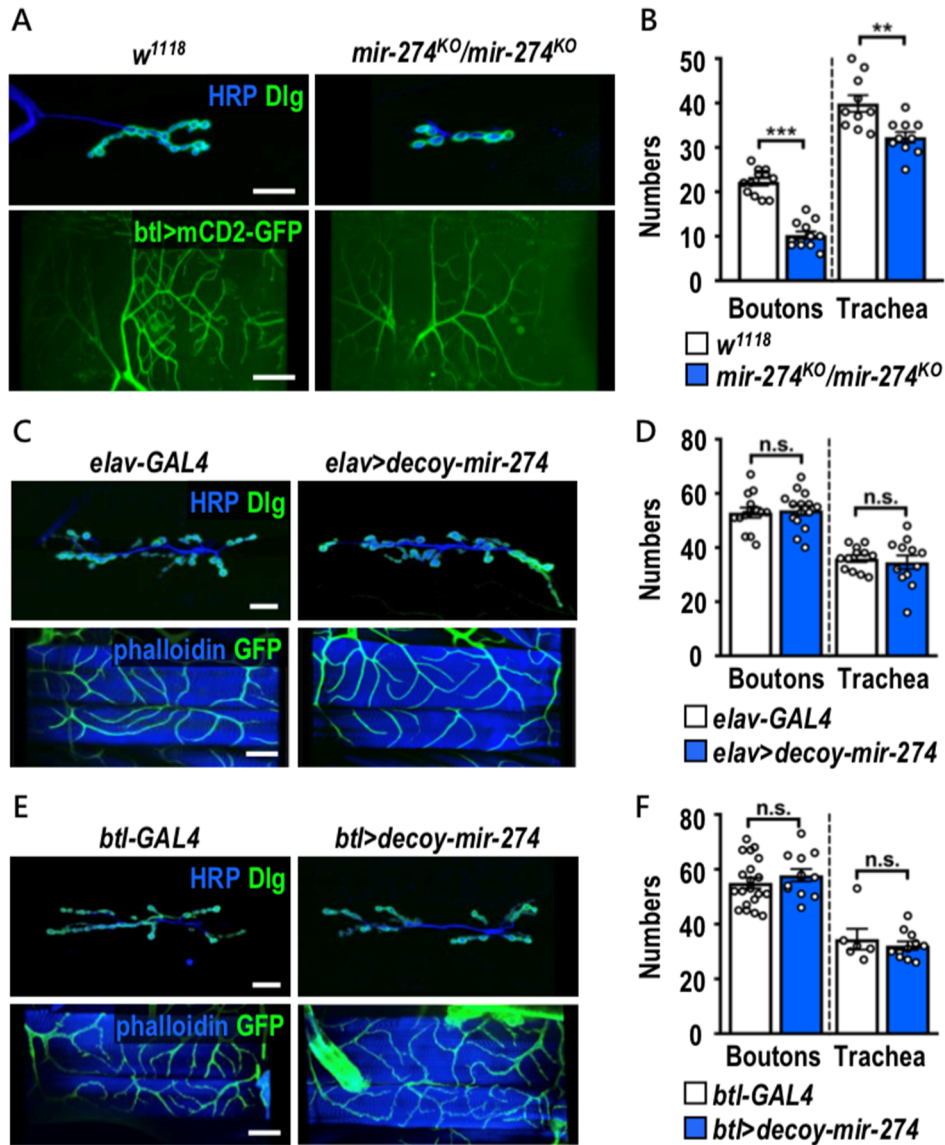 A
w1118
mir-274KO/mir-274KO
HRP Dlg
btl>mCD2-GFP
B
**
***
50
40
30
20
10
0
Numbers
Boutons Trachea
w1118
mir-274KO/mir-274KO
C
elav-GAL4
elav>decoy-mir-274
HRP Dlg
phalloidin GFP
D
n.s.
n.s.
80
60
40
20
0
Numbers
Boutons Trachea
elav-GAL4
elav>decoy-mir-274
E
btl-GAL4
btl>decoy-mir-274
HRP Dlg
phalloidin GFP
F
n.s.
n.s.
80
60
40
20
0
Numbers
Boutons Trachea
btl-GAL4
btl>decoy-mir-274